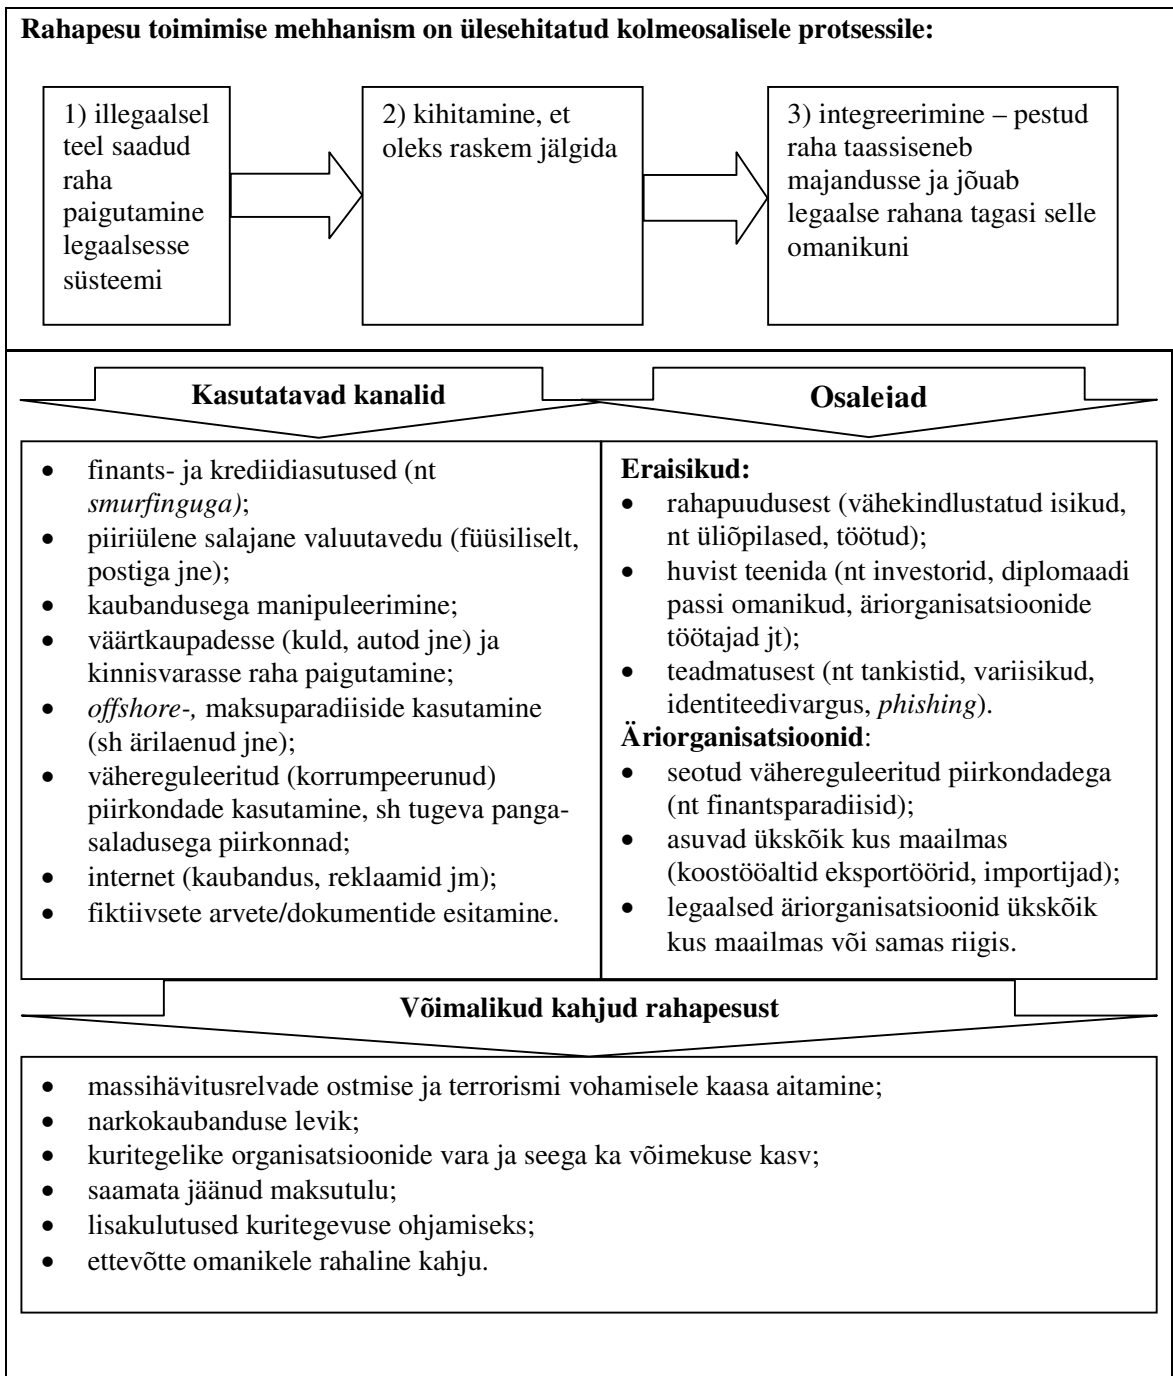 Rahapesu toimimise mehhanism on ülesehitatud kolmeosalisele protsessile:
1) illegaalsel
teel saadud
raha
paigutamine
legaalsesse
süsteemi
2) kihitamine, et
oleks raskem jälgida
3) integreerimine – pestud
raha taassiseneb
majandusse ja jõuab
legaalse rahana tagasi selle
omanikuni
Kasutatavad kanalid
• finants- ja krediidiasutused (nt
smurfinguga);
• piiriülene salajane valuutavedu (füüsiliselt,
postiga jne);
• kaubandusega manipuleerimine;
• väärtkaupadesse (kuld, autod jne) ja
kinnisvarasse raha paigutamine;
• offshore-, maksuparadiiside kasutamine
(sh ärilaenud jne);
• vähereguleeritud (korrumpeerunud)
piirkondade kasutamine, sh tugeva panga-
saladusega piirkonnad;
• internet (kaubandus, reklaamid jm);
• fiktiivsete arvete/dokumentide esitamine.
Osalejad
Eraisikud:
• rahapuudusest (vähekindlustatud isikud,
nt üliõpilased, töötud);
• huvist teenida (nt investorid, diplomaadi
passi omanikud, äriorganisatsioonide
töötajad jt);
• teadmatusest (nt tankistid, variisikud,
identiteedivargus, phishing).
Äriorganisatsioonid:
• seotud vähereguleeritud piirkondadega
(nt finantsparadiisid);
• asuvad ükskõik kus maailmas
(koostööaltid eksportöörid, importijad);
• legaalsed äriorganisatsioonid ükskõik
kus maailmas või samas riigis.
Võimalikud kahjud rahapesust
• massihävitusrelvade ostmise ja terrorismi vohamisele kaasa aitamine;
• narkokaubanduse levik;
• kuritegelike organisatsioonide vara ja seega ka võimekuse kasv;
• saamata jäänud maksutulu;
• lisakulutused kuritegevuse ohjamiseks;
• ettevõtte omanikele rahaline kahju.